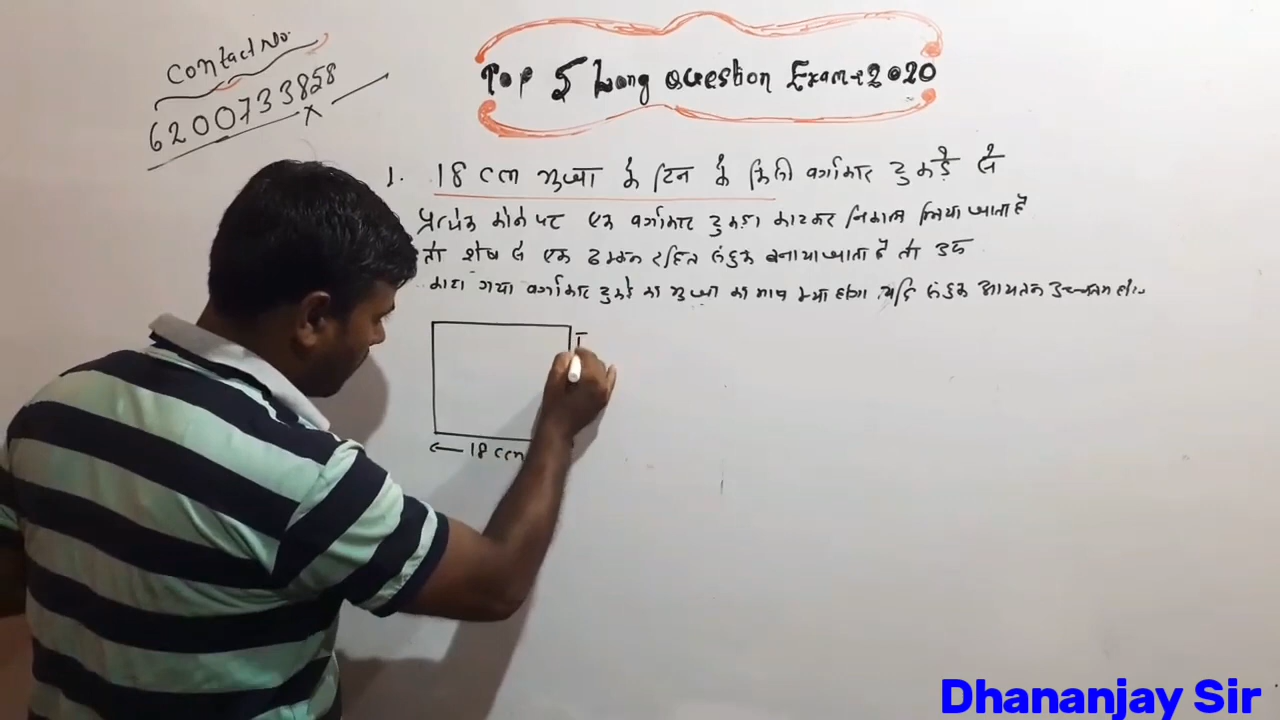 Contact No.
6200733858
Top 5 Long Question Exam 2020
1. 18 cm भुजा के टिन के किसी वर्गाकार टुकड़े से
प्रत्येक कोने पर एक वर्गाकार टुकड़ा काटकर निकाल लिया जाता है
तो शेष से एक ढक्कन रहित संदुक बनाया जाता है तो उस
काटा गया वर्गाकार टुकड़े का भुजा का माप क्या होगा यदि संदुक आयतन उच्चतम हो।
18 cm
Dhananjay Sir